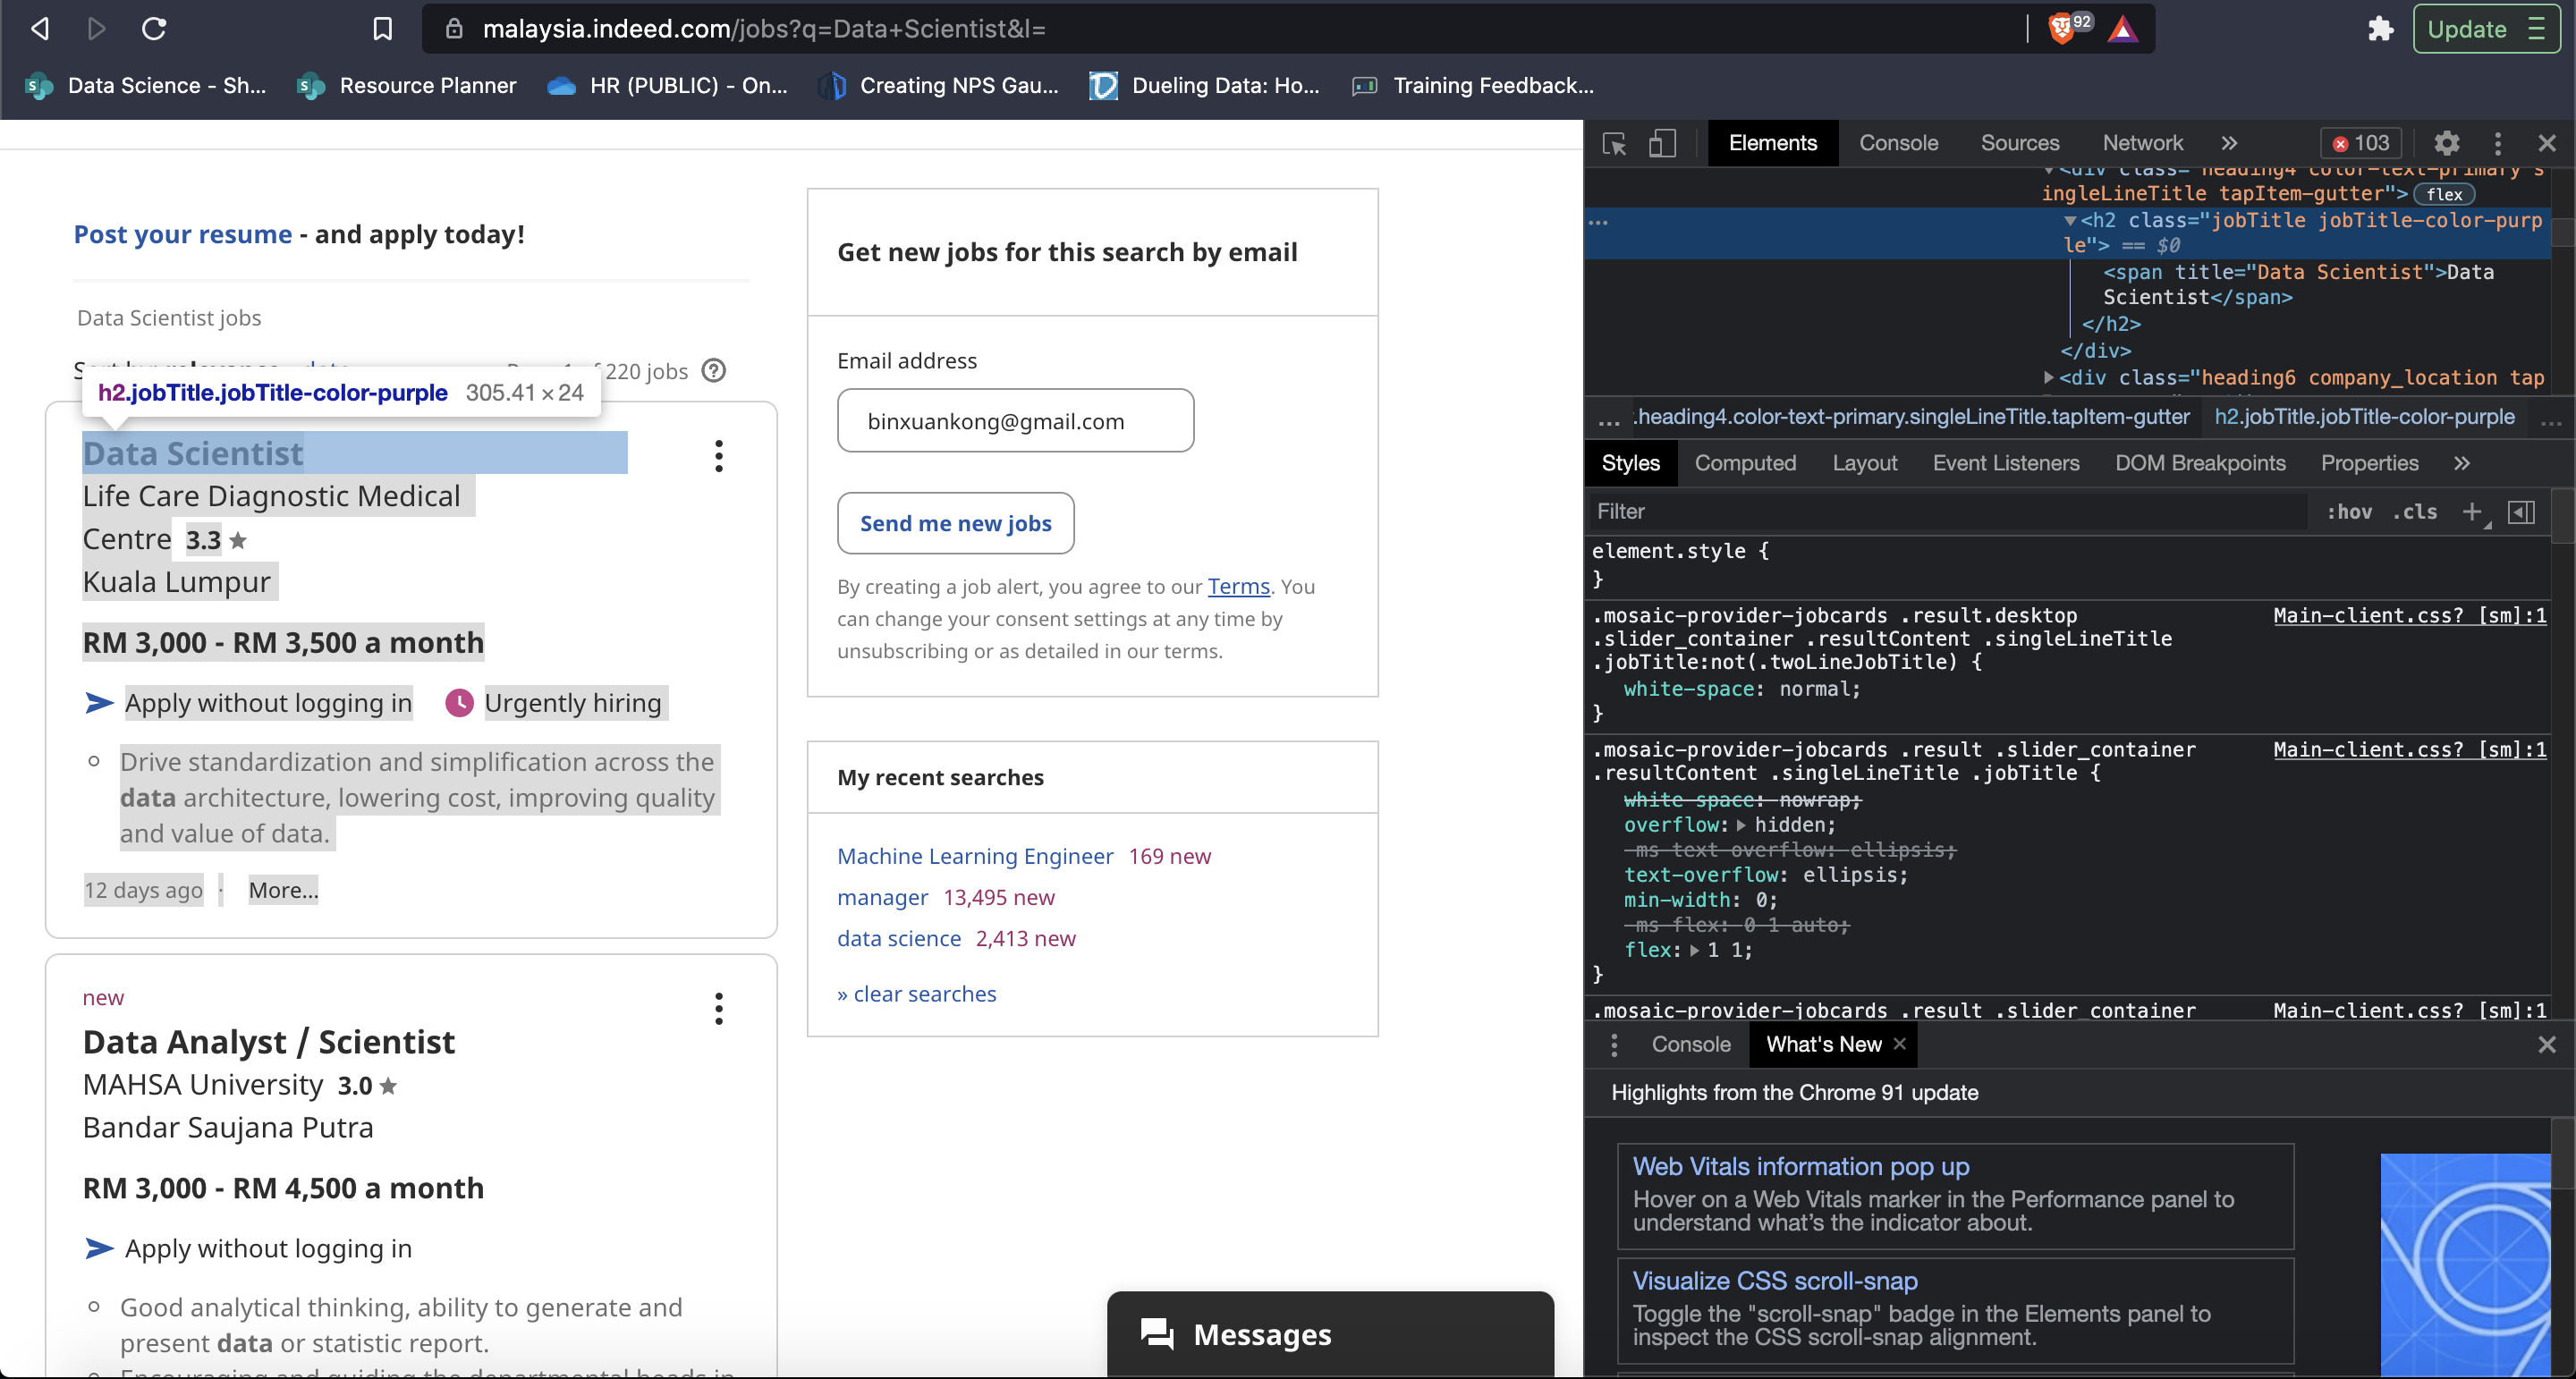 malaysia.indeed.com/jobs?q=Data+Scientist&l=
92
Update
Data Science - Sh...
Resource Planner
HR (PUBLIC) - On...
Creating NPS Gau...
Dueling Data: Ho...
Training Feedback...
Post your resume - and apply today!
Data Scientist jobs
220 jobs
h2.jobTitle.jobTitle-color-purple 305.41 × 24
Data Scientist
Life Care Diagnostic Medical
Centre 3.3
Kuala Lumpur
RM 3,000 - RM 3,500 a month
Apply without logging in
Urgently hiring
Drive standardization and simplification across the
data architecture, lowering cost, improving quality
and value of data.
12 days ago · More...
new
Data Analyst / Scientist
MAHSA University 3.0
Bandar Saujana Putra
RM 3,000 - RM 4,500 a month
Apply without logging in
Good analytical thinking, ability to generate and
present data or statistic report.
Encouraging and guiding the departmental heads in
Get new jobs for this search by email
Email address
binxuankong@gmail.com
Send me new jobs
By creating a job alert, you agree to our Terms. You
can change your consent settings at any time by
unsubscribing or as detailed in our terms.
My recent searches
Machine Learning Engineer 169 new
manager 13,495 new
data science 2,413 new
» clear searches
Messages
Elements
Console
Sources
Network
»
103
<div class="heading4 color-text-primary s
ingleLineTitle tapItem-gutter"> flex
... <h2 class="jobTitle jobTitle-color-purp
le"> == $0
<span title="Data Scientist">Data
Scientist</span>
</h2>
</div>
<div class="heading6 company_location tap
... .heading4.color-text-primary.singleLineTitle.tapItem-gutter h2.jobTitle.jobTitle-color-purple ...
Styles
Computed
Layout
Event Listeners
DOM Breakpoints
Properties
»
Filter
:hov .cls +
element.style {
}
.mosaic-provider-jobcards .result.desktop Main-client.css? [sm]:1
.slider_container .resultContent .singleLineTitle
.jobTitle:not(.twoLineJobTitle) {
white-space: normal;
}
.mosaic-provider-jobcards .result .slider_container Main-client.css? [sm]:1
.resultContent .singleLineTitle .jobTitle {
white-space: nowrap;
overflow: hidden;
-ms-text-overflow: ellipsis;
text-overflow: ellipsis;
min-width: 0;
-ms-flex: 0 1 auto;
flex: 1 1;
}
.mosaic-provider-jobcards .result .slider_container Main-client.css? [sm]:1
Console
What's New
Highlights from the Chrome 91 update
Web Vitals information pop up
Hover on a Web Vitals marker in the Performance panel to
understand what's the indicator about.
Visualize CSS scroll-snap
Toggle the "scroll-snap" badge in the Elements panel to
inspect the CSS scroll-snap alignment.